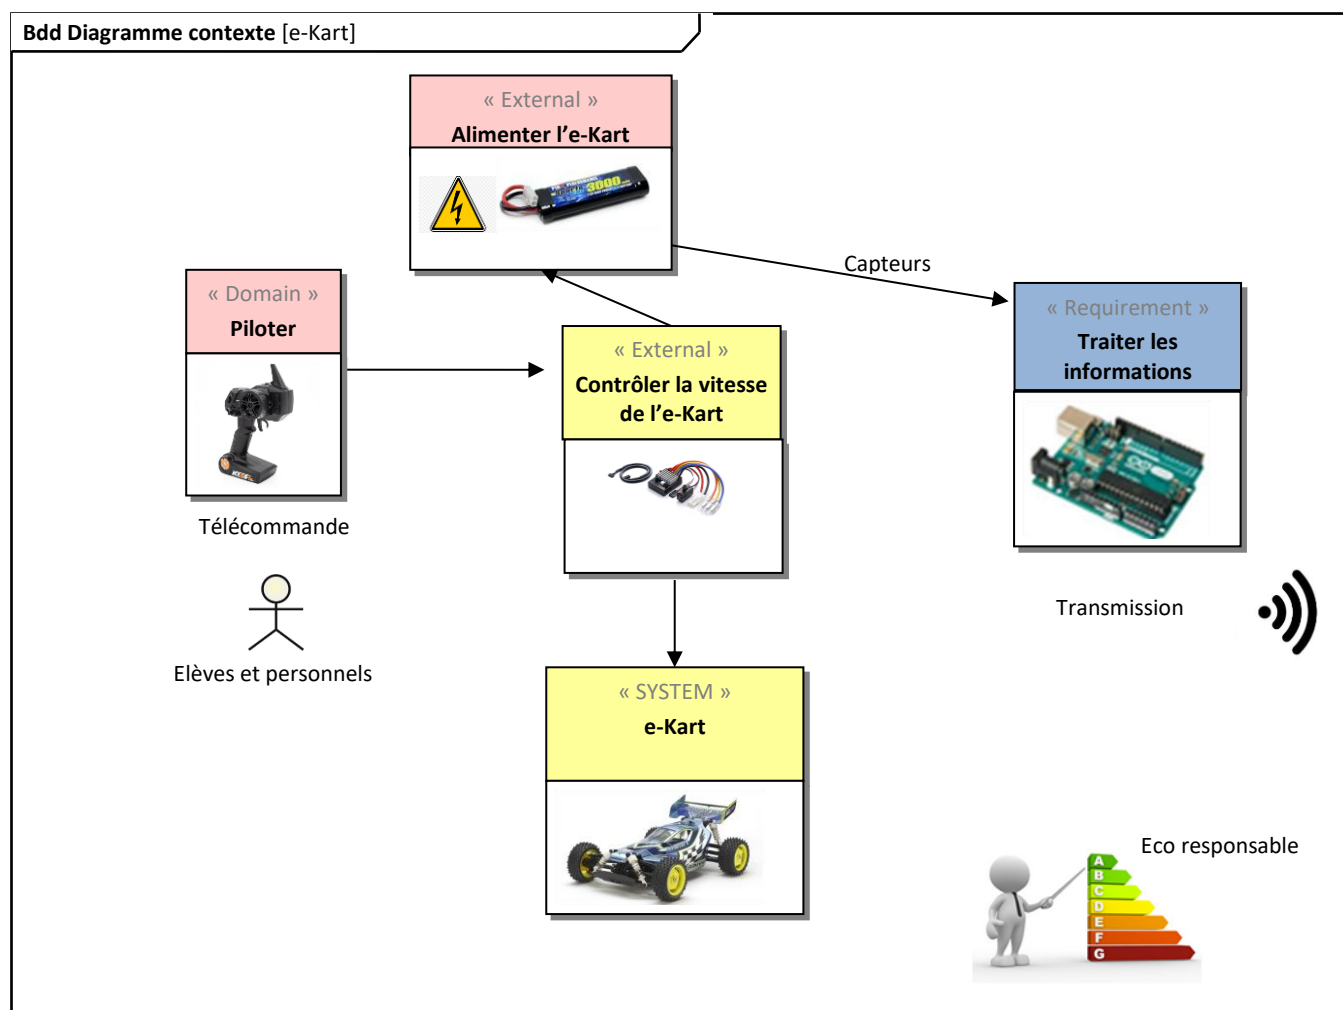 Bdd Diagramme contexte [e-Kart]
« External »
Alimenter l’e-Kart
3000
Capteurs
« Domain »
Piloter
« Requirement »
Traiter les
informations
« External »
Contrôler la vitesse
de l’e-Kart
Télécommande
Transmission
Elèves et personnels
« SYSTEM »
e-Kart
Eco responsable
A
B
C
D
E
F
G